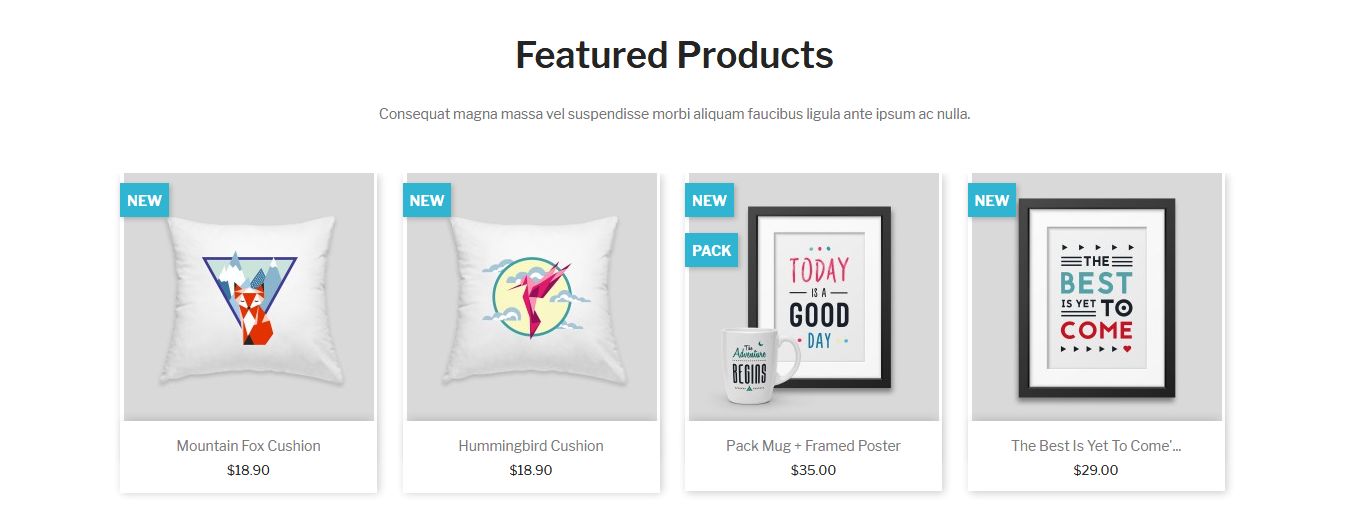 Featured Products
Consequat magna massa vel suspendisse morbi aliquam faucibus ligula ante ipsum ac nulla.
NEW
NEW
NEW
PACK
TODAY
IS A
GOOD
DAY
The
Adventure
BEGINS
NEW
THE
BEST
IS YET TO
COME
Mountain Fox Cushion
$18.90
Hummingbird Cushion
$18.90
Pack Mug + Framed Poster
$35.00
The Best Is Yet To Come'...
$29.00